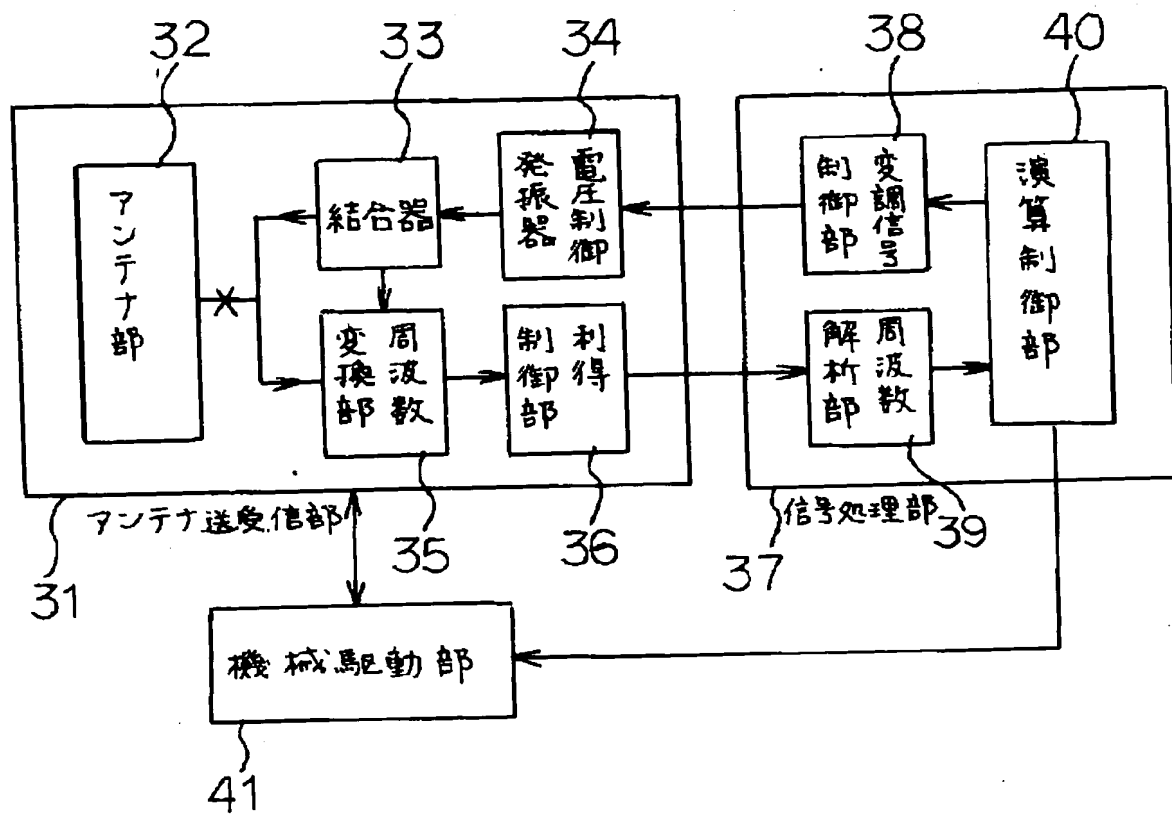 32
33
34
38
40
アンテナ部
結合器
電圧制御
発振器
変調信号
制御部
演算制御部
周波数
変換部
利得
制御部
周波数
解析部
アンテナ送受信部
信号処理部
31
35
36
37
39
機械駆動部
41